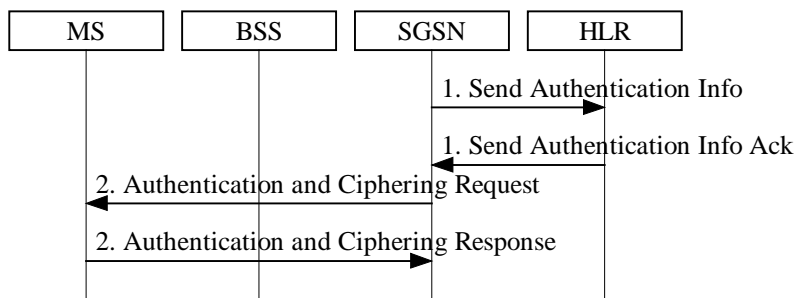 MS BSS SGSN HLR
1. Send Authentication Info
1. Send Authentication Info Ack
2. Authentication and Ciphering Request
2. Authentication and Ciphering Response